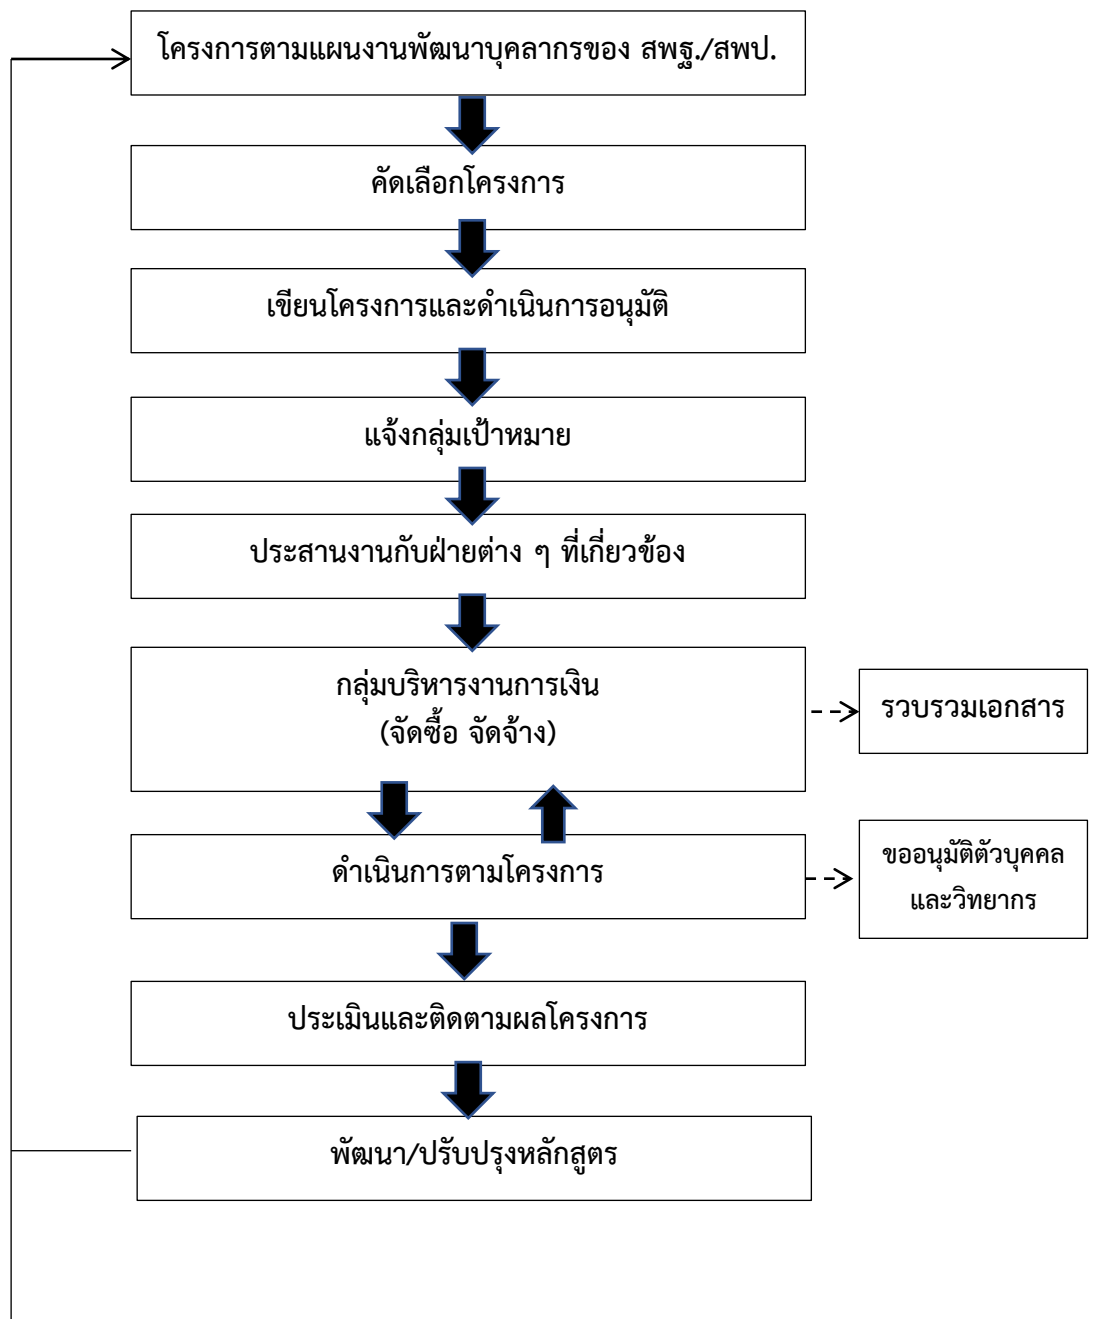 โครงการตามแผนงานพัฒนาบุคลากรของ สพฐ./สพป.
คัดเลือกโครงการ
เขียนโครงการและดำเนินการอนุมัติ
แจ้งกลุ่มเป้าหมาย
ประสานงานกับฝ่ายต่าง ๆ ที่เกี่ยวข้อง
กลุ่มบริหารงานการเงิน
(จัดซื้อ จัดจ้าง)
รวบรวมเอกสาร
ดำเนินการตามโครงการ
ขออนุมัติตัวบุคคล
และวิทยากร
ประเมินและติดตามผลโครงการ
พัฒนา/ปรับปรุงหลักสูตร